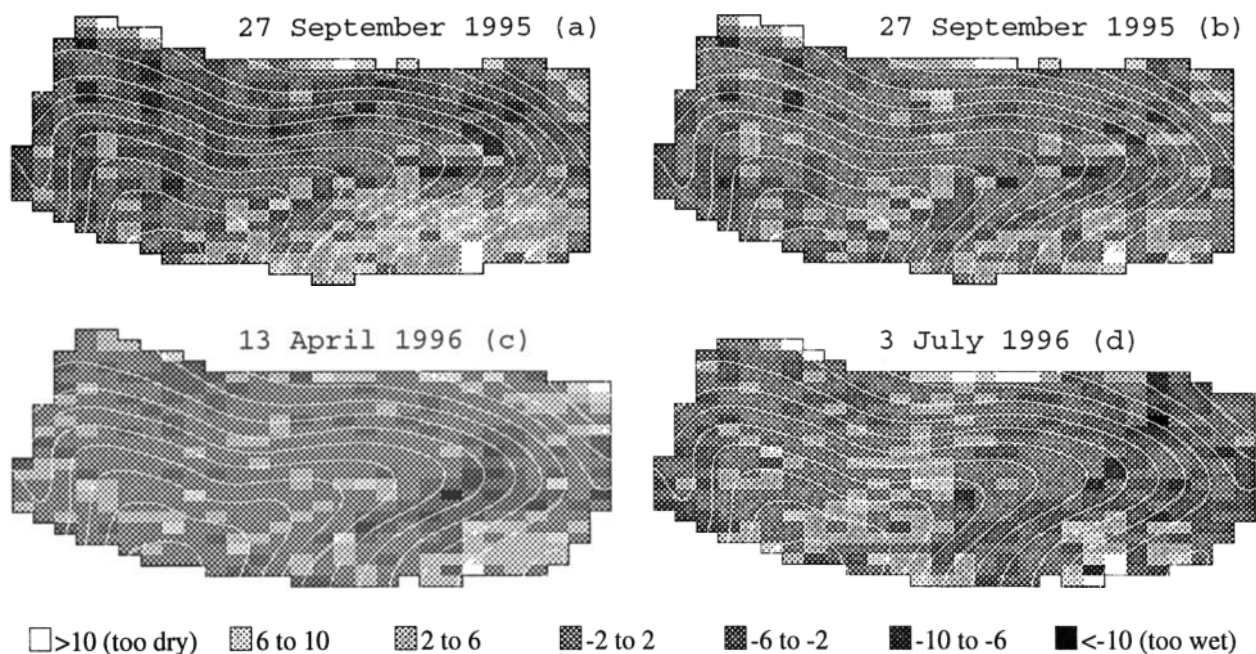 27 September 1995 (a)
27 September 1995 (b)
13 April 1996 (c)
3 July 1996 (d)
>10 (too dry) 6 to 10 2 to 6 -2 to 2 -6 to -2 -10 to -6 <-10 (too wet)